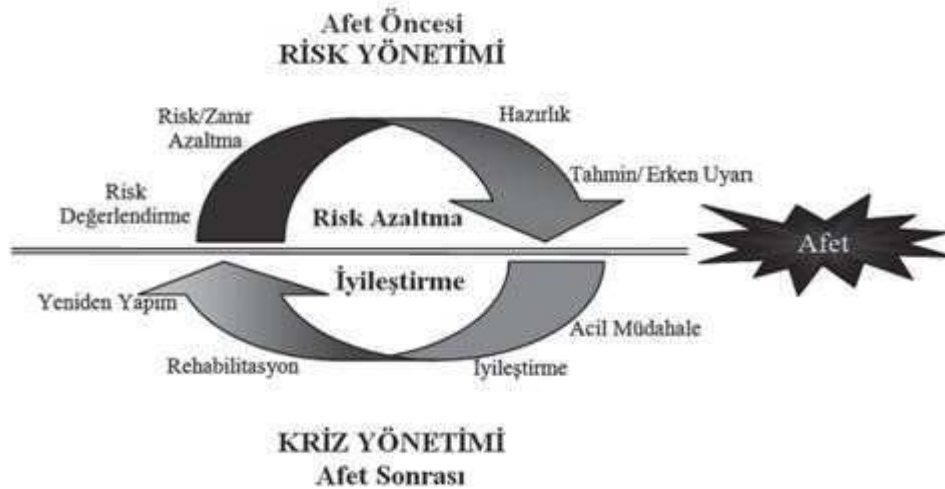 Afet Öncesi
RİSK YÖNETİMİ
Risk/Zarar
Azaltma
Hazırlık
Tahmin/ Erken Uyarı
Risk
Değerlendirme
Risk Azaltma
Afet
İyileştirme
Yeniden Yapım
Acil Müdahale
Rehabilitasyon
İyileştirme
KRİZ YÖNETİMİ
Afet Sonrası